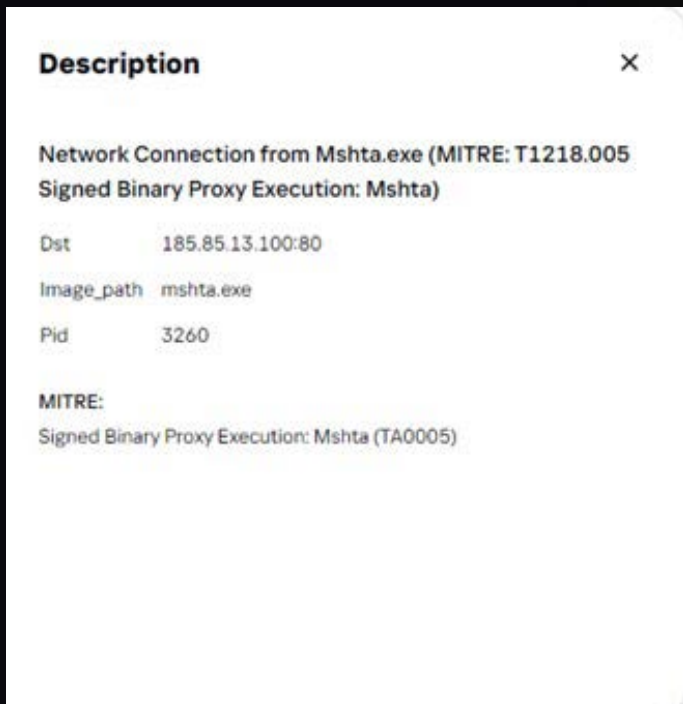 Description
Network Connection from Mshta.exe (MITRE: T1218.005
Signed Binary Proxy Execution: Mshta)
Dst 185.85.13.100:80
Image_path mshta.exe
Pid 3260
MITRE:
Signed Binary Proxy Execution: Mshta (TA0005)